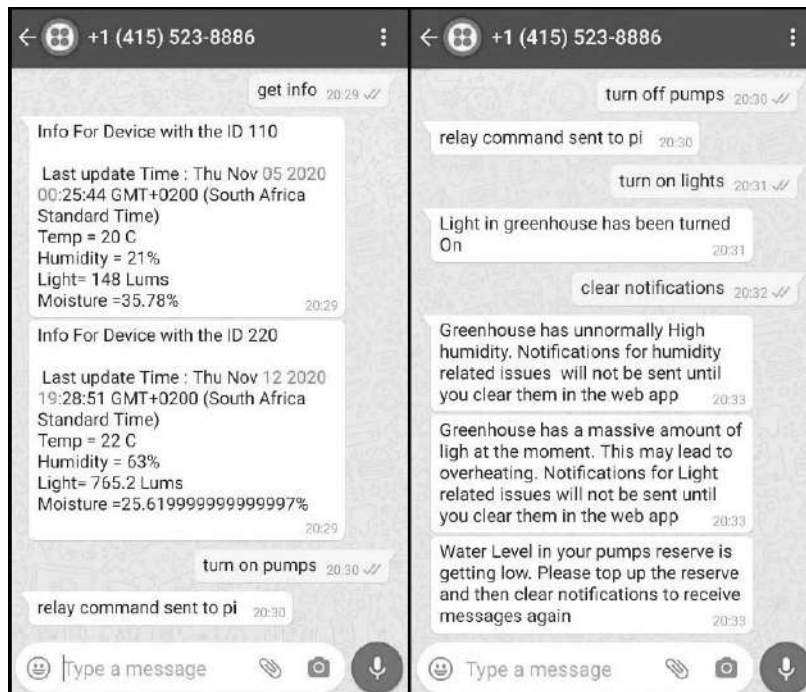 +1 (415) 523-8886
get info 20:29
Info For Device with the ID 110
Last update Time : Thu Nov 05 2020
00:25:44 GMT+0200 (South Africa
Standard Time)
Temp = 20 C
Humidity = 21%
Light= 148 Lums
Moisture =35.78%
20:29
Info For Device with the ID 220
Last update Time : Thu Nov 12 2020
19:28:51 GMT+0200 (South Africa
Standard Time)
Temp = 22 C
Humidity = 63%
Light= 765.2 Lums
Moisture =25.619999999999997%
20:29
turn on pumps 20:30
relay command sent to pi 20:30
Type a message
+1 (415) 523-8886
turn off pumps 20:30
relay command sent to pi 20:30
turn on lights 20:31
Light in greenhouse has been turned
On
20:31
clear notifications 20:32
Greenhouse has unnormally High
humidity. Notifications for humidity
related issues will not be sent until
you clear them in the web app 20:33
Greenhouse has a massive amount of
ligh at the moment. This may lead to
overheating. Notifications for Light
related issues will not be sent until
you clear them in the web app 20:33
Water Level in your pumps reserve is
getting low. Please top up the reserve
and then clear notifications to receive
messages again 20:33
Type a message